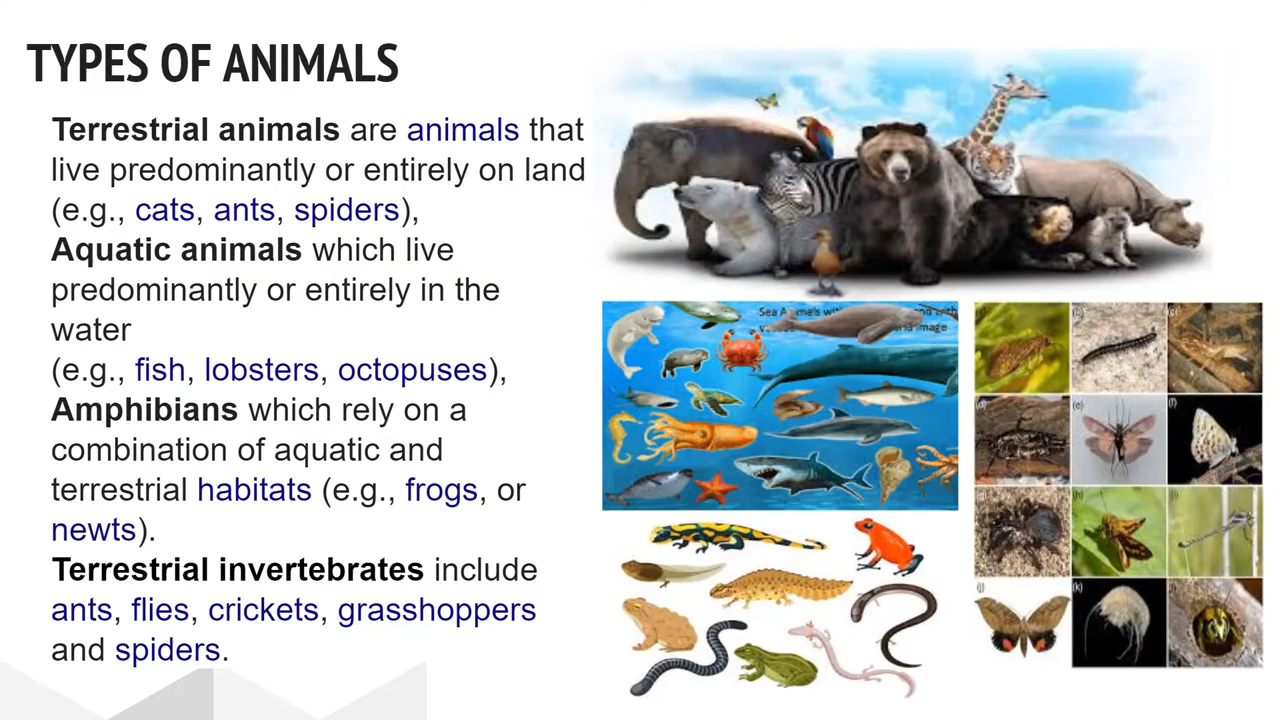 TYPES OF ANIMALS
Terrestrial animals are animals that
live predominantly or entirely on land
(e.g., cats, ants, spiders),
Aquatic animals which live
predominantly or entirely in the
water
(e.g., fish, lobsters, octopuses),
Amphibians which rely on a
combination of aquatic and
terrestrial habitats (e.g., frogs, or
newts).
Terrestrial invertebrates include
ants, flies, crickets, grasshoppers
and spiders.
Sea
image